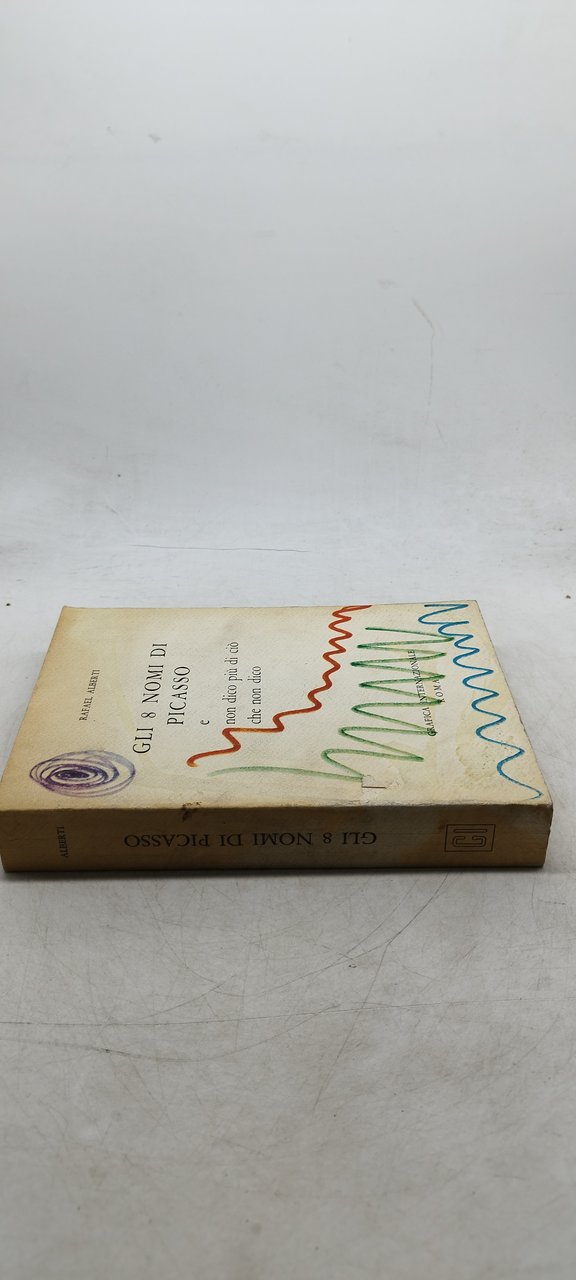 RAFAEL ALBERTI
GLI 8 NOMI DI
PICASSO
e
non dico più di ciò
che non dico
GRAFICA INTERNAZIONALE
ROMA
ALBERTI
GLI 8 NOMI DI PICASSO
GI